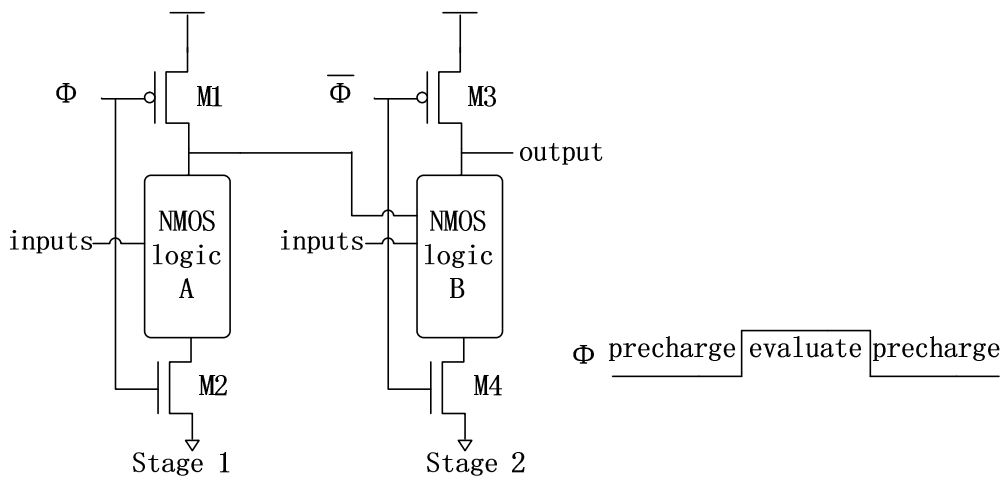 Φ
M1
Φ̅
M3
output
NMOS
logic
A
inputs
NMOS
logic
B
inputs
M2
M4
Stage 1
Stage 2
Φ precharge evaluate precharge